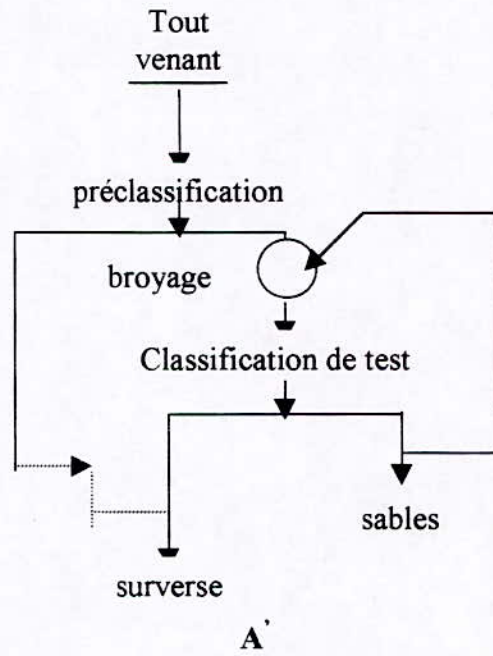 Tout
venant
préclassification
broyage
Classification de test
sables
surverse
A'